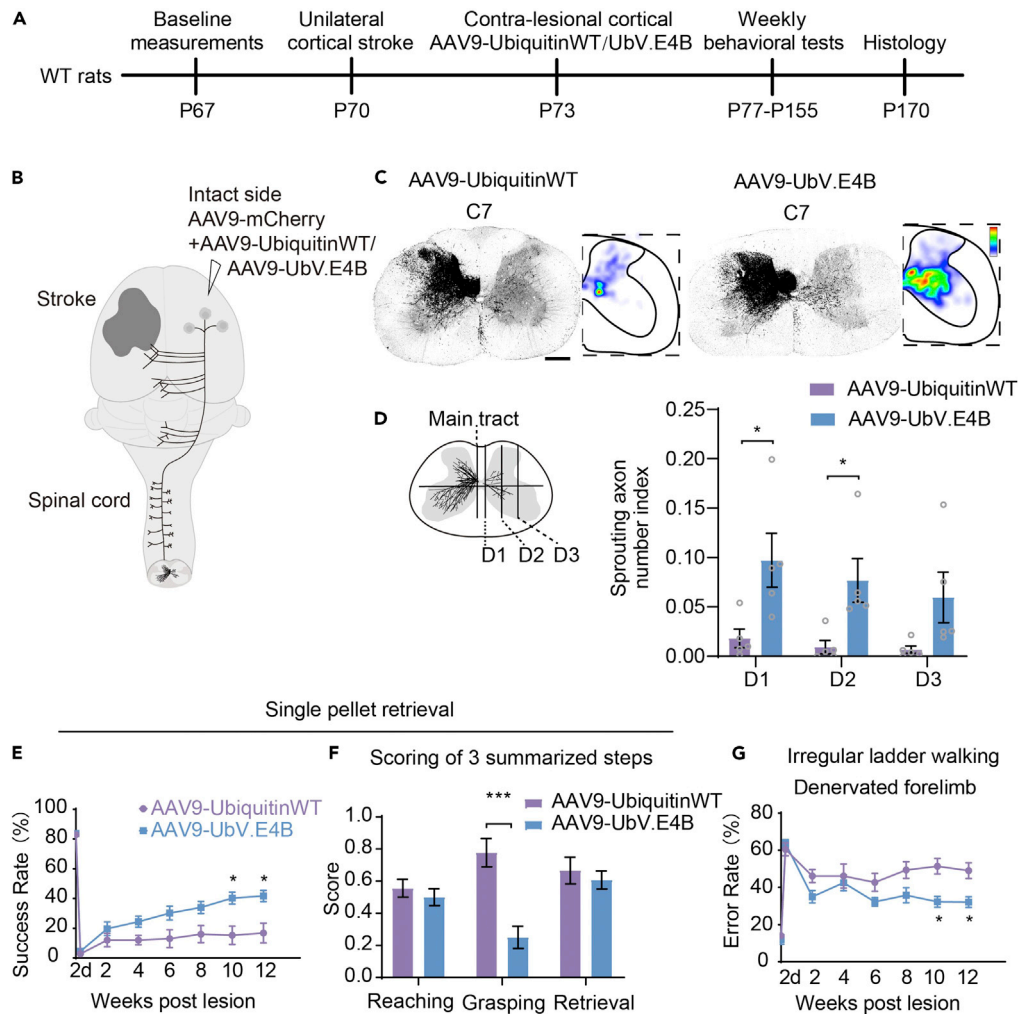 A
Baseline
measurements
Unilateral
cortical stroke
Contra-lesional cortical
AAV9-UbiquitinWT/UbV.E4B
Weekly
behavioral tests
Histology
WT rats
P67
P70
P73
P77-P155
P170
B
Intact side
AAV9-mCherry
+AAV9-UbiquitinWT/
AAV9-UbV.E4B
Stroke
Spinal cord
C
AAV9-UbiquitinWT
C7
AAV9-UbV.E4B
C7
D
Main tract
D1 D2 D3
AAV9-UbiquitinWT
AAV9-UbV.E4B
Sprouting axon
number index
0.25
0.20
0.15
0.10
0.05
0.00
*
*
D1 D2 D3
Single pellet retrieval
E
AAV9-UbiquitinWT
AAV9-UbV.E4B
Success Rate (%)
100
80
60
40
20
0
* *
2d 2 4 6 8 10 12
Weeks post lesion
F
Scoring of 3 summarized steps
AAV9-UbiquitinWT
AAV9-UbV.E4B
***
Score
1.0
0.8
0.6
0.4
0.2
0.0
Reaching Grasping Retrieval
G
Irregular ladder walking
Denervated forelimb
Error Rate (%)
80
60
40
20
0
* *
2d 2 4 6 8 10 12
Weeks post lesion